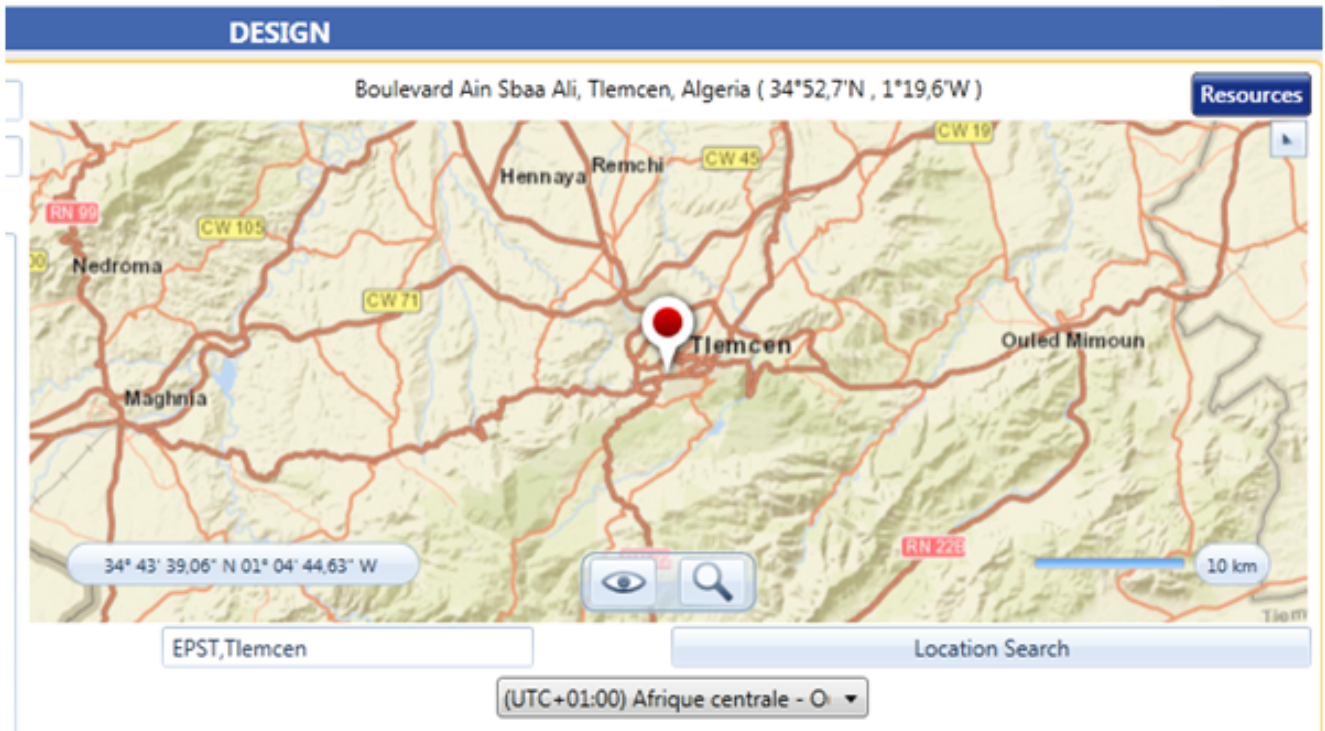 DESIGN
Boulevard Ain Sbaa Ali, Tlemcen, Algeria ( 34°52,7'N , 1°19,6'W )
Resources
CW 19
Remchi
CW 45
Hennaya
RN 99
CW 105
Nedroma
CW 71
Tlemcen
Ouled Mimoun
Maghnia
RN 22B
34° 43' 39,06" N 01° 04' 44,63" W
10 km
Tlem
EPST,Tlemcen
Location Search
(UTC+01:00) Afrique centrale - O